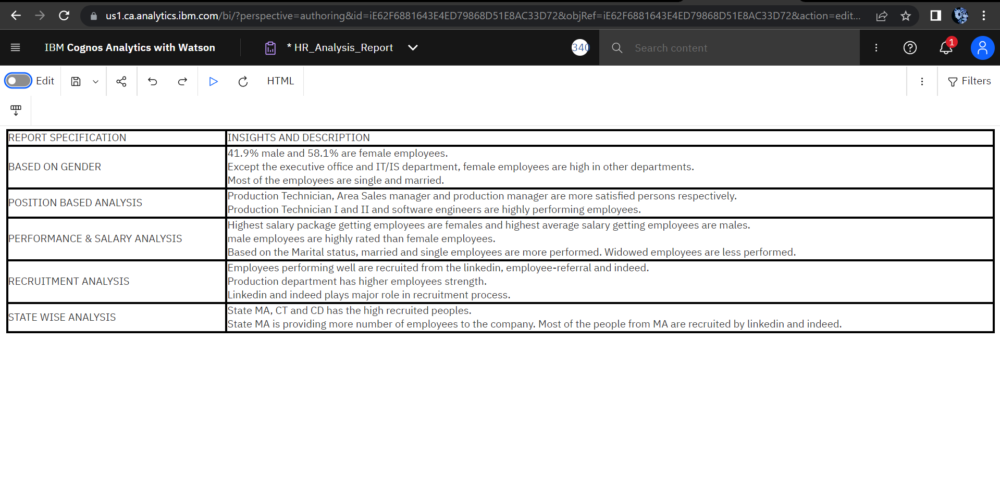 us1.ca.analytics.ibm.com/bi/?perspective=authoring&id=iE62F6881643E4ED79868D51E8AC33D72&objRef=iE62F6881643E4ED79868D51E8AC33D72&action=edit...
IBM Cognos Analytics with Watson
* HR_Analysis_Report
340
Search content
1
Edit
HTML
Filters
REPORT SPECIFICATION
INSIGHTS AND DESCRIPTION
BASED ON GENDER
41.9% male and 58.1% are female employees.
Except the executive office and IT/IS department, female employees are high in other departments.
Most of the employees are single and married.
POSITION BASED ANALYSIS
Production Technician, Area Sales manager and production manager are more satisfied persons respectively.
Production Technician I and II and software engineers are highly performing employees.
PERFORMANCE & SALARY ANALYSIS
Highest salary package getting employees are females and highest average salary getting employees are males.
male employees are highly rated than female employees.
Based on the Marital status, married and single employees are more performed. Widowed employees are less performed.
RECRUITMENT ANALYSIS
Employees performing well are recruited from the linkedin, employee-referral and indeed.
Production department has higher employees strength.
Linkedin and indeed plays major role in recruitment process.
STATE WISE ANALYSIS
State MA, CT and CD has the high recruited peoples.
State MA is providing more number of employees to the company. Most of the people from MA are recruited by linkedin and indeed.